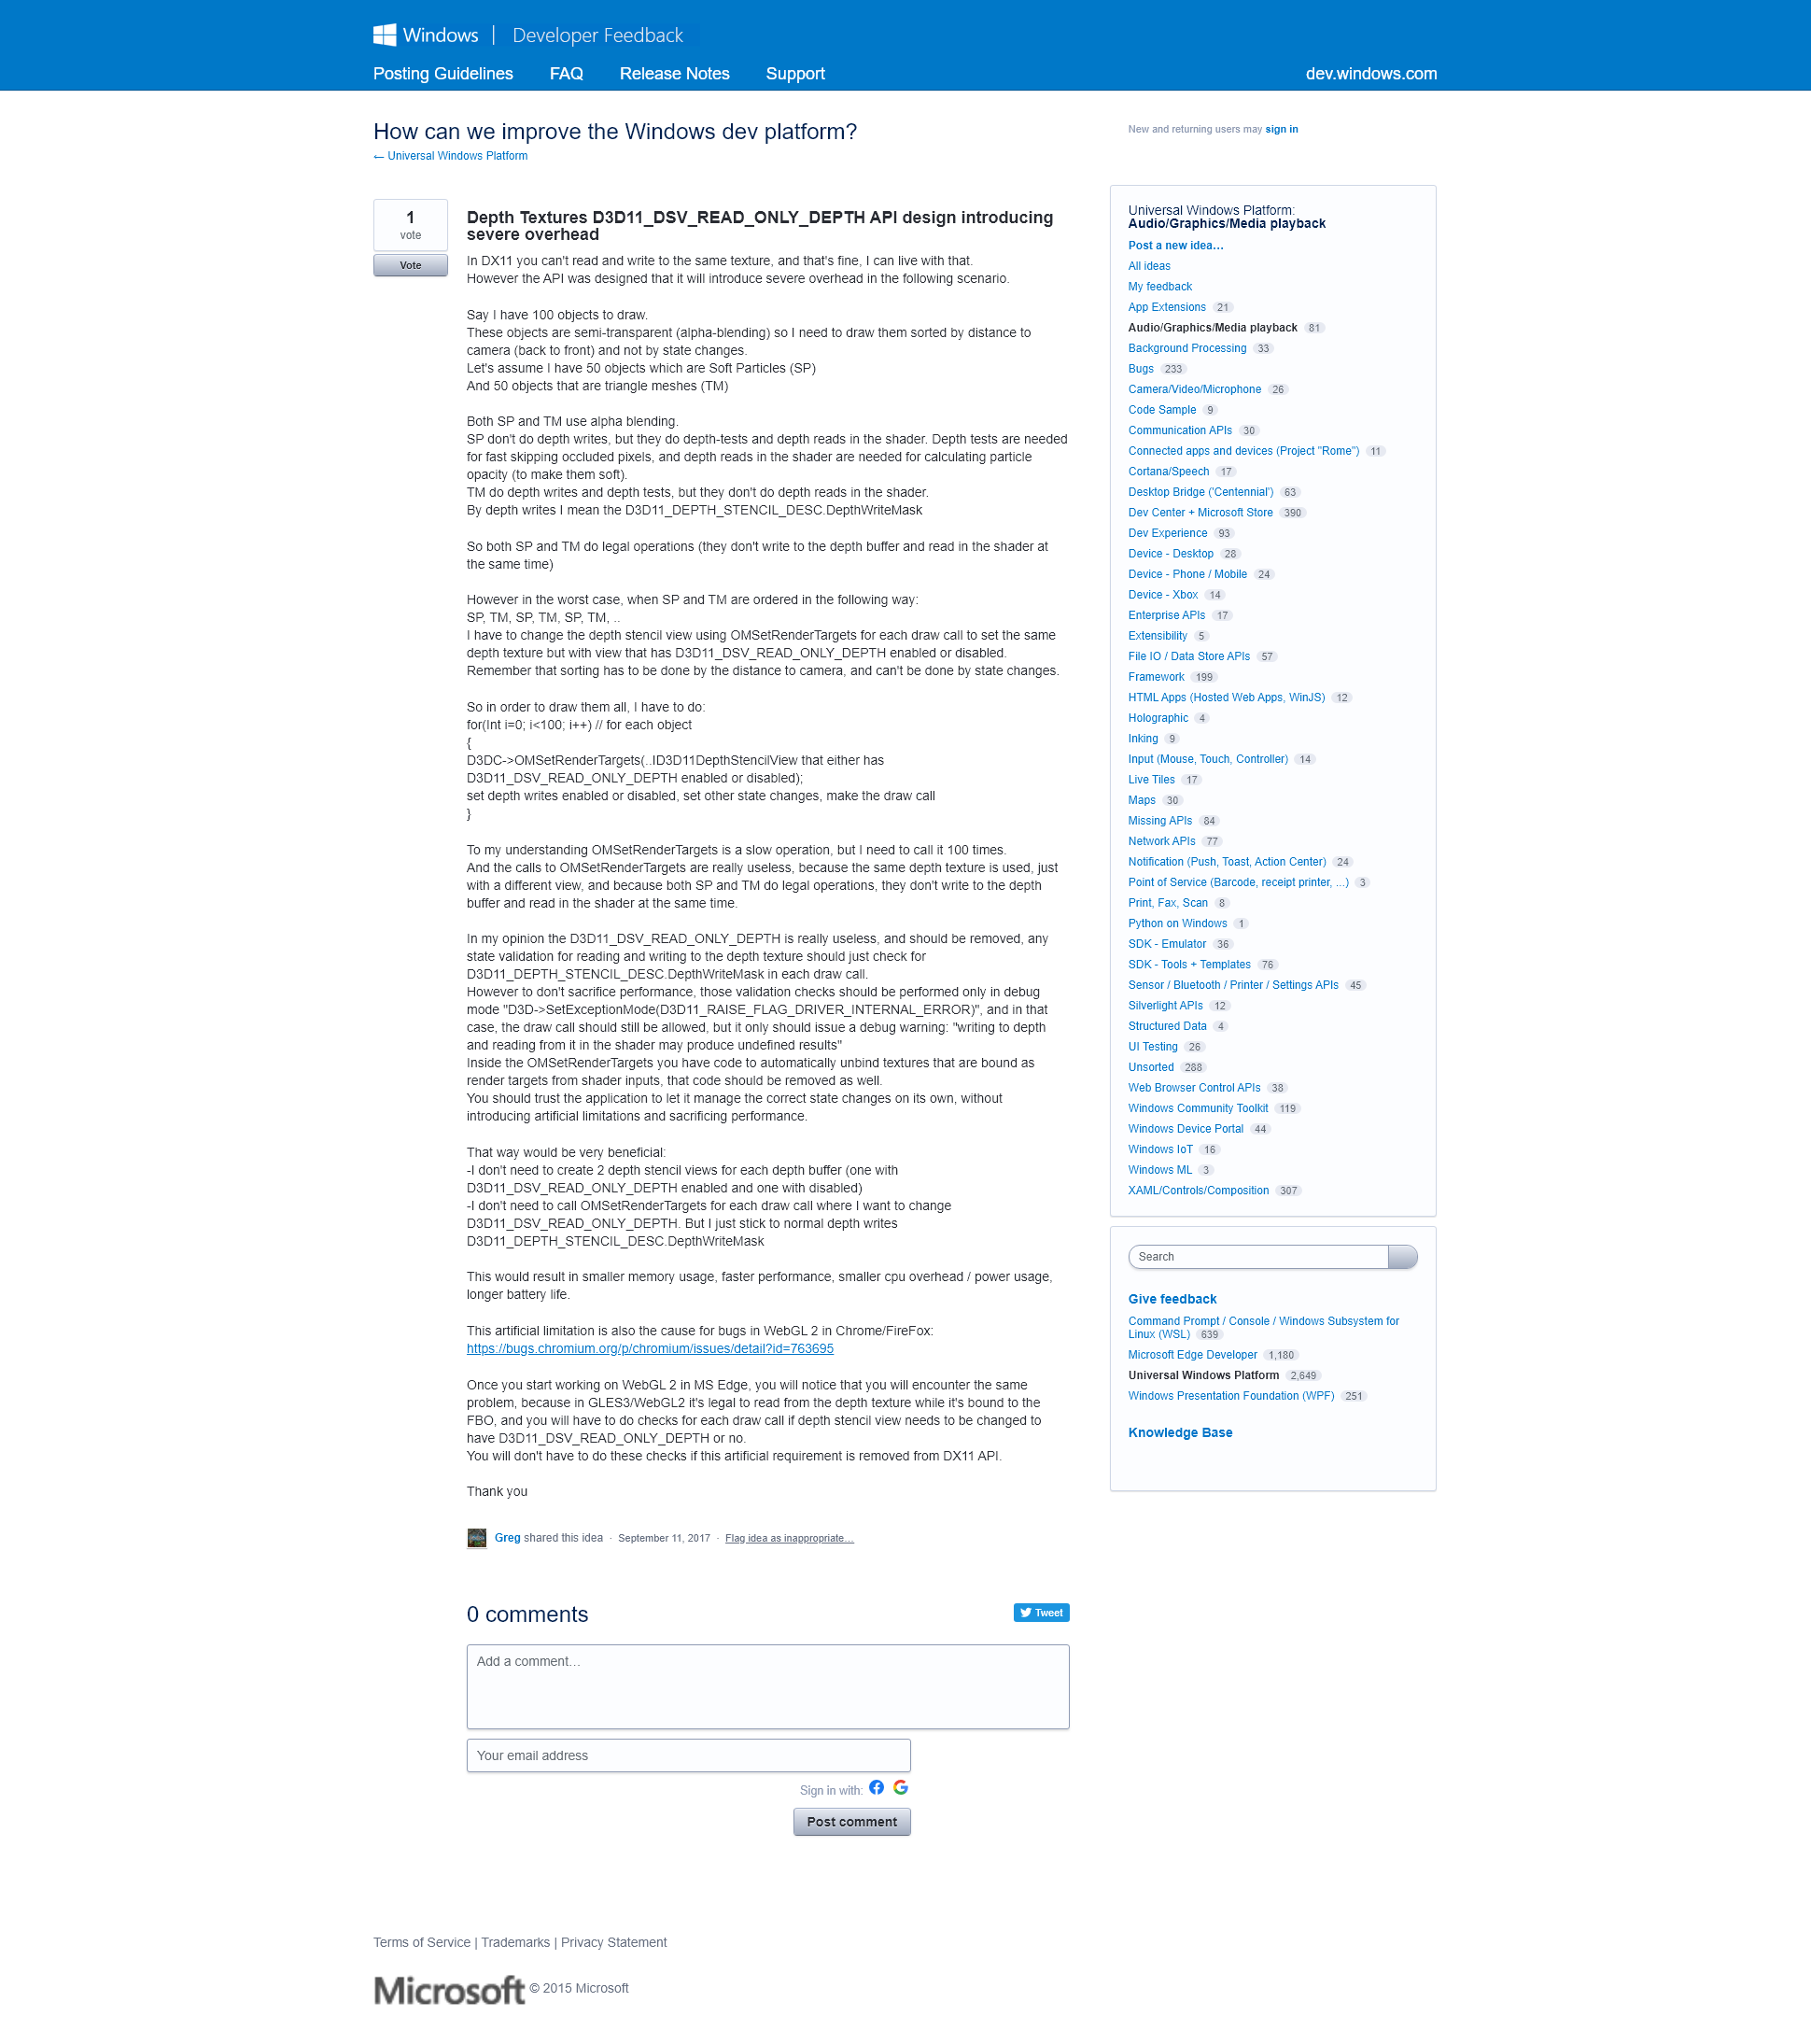 Windows | Developer Feedback
Posting Guidelines FAQ Release Notes Support dev.windows.com
How can we improve the Windows dev platform?
← Universal Windows Platform
New and returning users may sign in
1
vote
Vote
Depth Textures D3D11_DSV_READ_ONLY_DEPTH API design introducing
severe overhead
In DX11 you can't read and write to the same texture, and that's fine, I can live with that.
However the API was designed that it will introduce severe overhead in the following scenario.
Say I have 100 objects to draw.
These objects are semi-transparent (alpha-blending) so I need to draw them sorted by distance to
camera (back to front) and not by state changes.
Let's assume I have 50 objects which are Soft Particles (SP)
And 50 objects that are triangle meshes (TM)
Both SP and TM use alpha blending.
SP don't do depth writes, but they do depth-tests and depth reads in the shader. Depth tests are needed
for fast skipping occluded pixels, and depth reads in the shader are needed for calculating particle
opacity (to make them soft).
TM do depth writes and depth tests, but they don't do depth reads in the shader.
By depth writes I mean the D3D11_DEPTH_STENCIL_DESC.DepthWriteMask
So both SP and TM do legal operations (they don't write to the depth buffer and read in the shader at
the same time)
However in the worst case, when SP and TM are ordered in the following way:
SP, TM, SP, TM, SP, TM, ..
I have to change the depth stencil view using OMSetRenderTargets for each draw call to set the same
depth texture but with view that has D3D11_DSV_READ_ONLY_DEPTH enabled or disabled.
Remember that sorting has to be done by the distance to camera, and can't be done by state changes.
So in order to draw them all, I have to do:
for(Int i=0; i<100; i++) // for each object
{
D3DC->OMSetRenderTargets(..ID3D11DepthStencilView that either has
D3D11_DSV_READ_ONLY_DEPTH enabled or disabled);
set depth writes enabled or disabled, set other state changes, make the draw call
}
To my understanding OMSetRenderTargets is a slow operation, but I need to call it 100 times.
And the calls to OMSetRenderTargets are really useless, because the same depth texture is used, just
with a different view, and because both SP and TM do legal operations, they don't write to the depth
buffer and read in the shader at the same time.
In my opinion the D3D11_DSV_READ_ONLY_DEPTH is really useless, and should be removed, any
state validation for reading and writing to the depth texture should just check for
D3D11_DEPTH_STENCIL_DESC.DepthWriteMask in each draw call.
However to don't sacrifice performance, those validation checks should be performed only in debug
mode "D3D->SetExceptionMode(D3D11_RAISE_FLAG_DRIVER_INTERNAL_ERROR)", and in that
case, the draw call should still be allowed, but it only should issue a debug warning: "writing to depth
and reading from it in the shader may produce undefined results"
Inside the OMSetRenderTargets you have code to automatically unbind textures that are bound as
render targets from shader inputs, that code should be removed as well.
You should trust the application to let it manage the correct state changes on its own, without
introducing artificial limitations and sacrificing performance.
That way would be very beneficial:
-I don't need to create 2 depth stencil views for each depth buffer (one with
D3D11_DSV_READ_ONLY_DEPTH enabled and one with disabled)
-I don't need to call OMSetRenderTargets for each draw call where I want to change
D3D11_DSV_READ_ONLY_DEPTH. But I just stick to normal depth writes
D3D11_DEPTH_STENCIL_DESC.DepthWriteMask
This would result in smaller memory usage, faster performance, smaller cpu overhead / power usage,
longer battery life.
This artificial limitation is also the cause for bugs in WebGL 2 in Chrome/FireFox:
https://bugs.chromium.org/p/chromium/issues/detail?id=763695
Once you start working on WebGL 2 in MS Edge, you will notice that you will encounter the same
problem, because in GLES3/WebGL2 it's legal to read from the depth texture while it's bound to the
FBO, and you will have to do checks for each draw call if depth stencil view needs to be changed to
have D3D11_DSV_READ_ONLY_DEPTH or no.
You will don't have to do these checks if this artificial requirement is removed from DX11 API.
Thank you
Greg shared this idea · September 11, 2017 · Flag idea as inappropriate…
0 comments
Tweet
Add a comment…
Your email address
Sign in with:
Post comment
Universal Windows Platform:
Audio/Graphics/Media playback
Post a new idea…
All ideas
My feedback
App Extensions 21
Audio/Graphics/Media playback 81
Background Processing 33
Bugs 233
Camera/Video/Microphone 26
Code Sample 9
Communication APIs 30
Connected apps and devices (Project "Rome") 11
Cortana/Speech 17
Desktop Bridge ('Centennial') 63
Dev Center + Microsoft Store 390
Dev Experience 93
Device - Desktop 28
Device - Phone / Mobile 24
Device - Xbox 14
Enterprise APIs 17
Extensibility 5
File IO / Data Store APIs 57
Framework 199
HTML Apps (Hosted Web Apps, WinJS) 12
Holographic 4
Inking 9
Input (Mouse, Touch, Controller) 14
Live Tiles 17
Maps 30
Missing APIs 84
Network APIs 77
Notification (Push, Toast, Action Center) 24
Point of Service (Barcode, receipt printer, ...) 3
Print, Fax, Scan 8
Python on Windows 1
SDK - Emulator 36
SDK - Tools + Templates 76
Sensor / Bluetooth / Printer / Settings APIs 45
Silverlight APIs 12
Structured Data 4
UI Testing 26
Unsorted 288
Web Browser Control APIs 38
Windows Community Toolkit 119
Windows Device Portal 44
Windows IoT 16
Windows ML 3
XAML/Controls/Composition 307
Search
Give feedback
Command Prompt / Console / Windows Subsystem for
Linux (WSL) 639
Microsoft Edge Developer 1,180
Universal Windows Platform 2,649
Windows Presentation Foundation (WPF) 251
Knowledge Base
Terms of Service | Trademarks | Privacy Statement
Microsoft © 2015 Microsoft